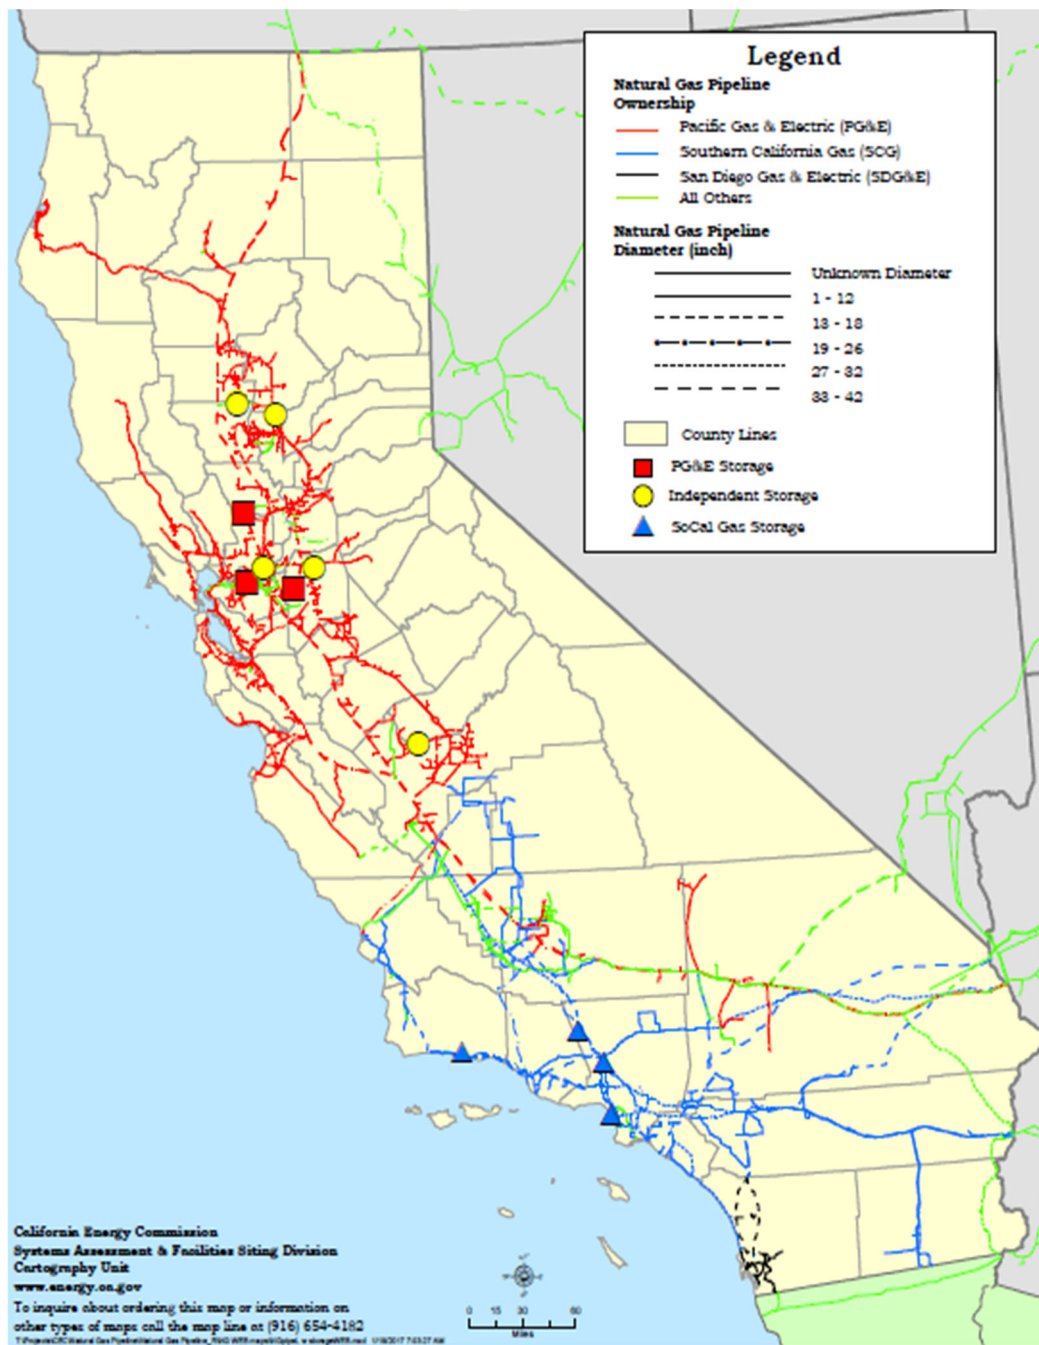 Legend
Natural Gas Pipeline
Ownership
Pacific Gas & Electric (PG&E)
Southern California Gas (SCG)
San Diego Gas & Electric (SDG&E)
All Others
Natural Gas Pipeline
Diameter (inch)
Unknown Diameter
1 - 12
13 - 18
19 - 26
27 - 32
33 - 42
County Lines
PG&E Storage
Independent Storage
SoCal Gas Storage
California Energy Commission
Systems Assessment & Facilities Siting Division
Cartography Unit
www.energy.ca.gov
To inquire about ordering this map or information on
other types of maps call the map line at (916) 654-4182
0 15 30 60
Miles